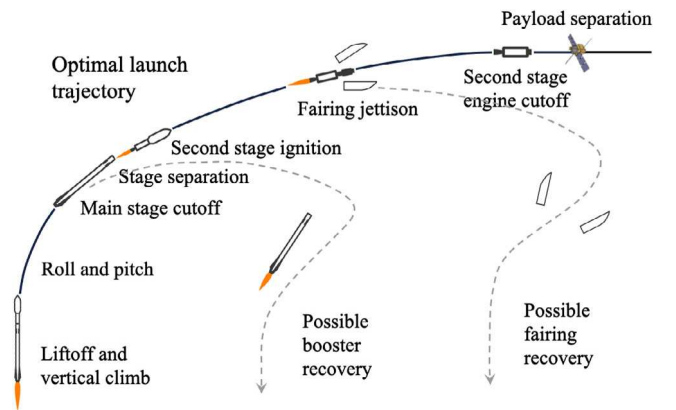 Payload separation
Optimal launch
trajectory
Second stage
engine cutoff
Fairing jettison
Second stage ignition
Stage separation
Main stage cutoff
Roll and pitch
Possible
booster
recovery
Possible
fairing
recovery
Liftoff and
vertical climb